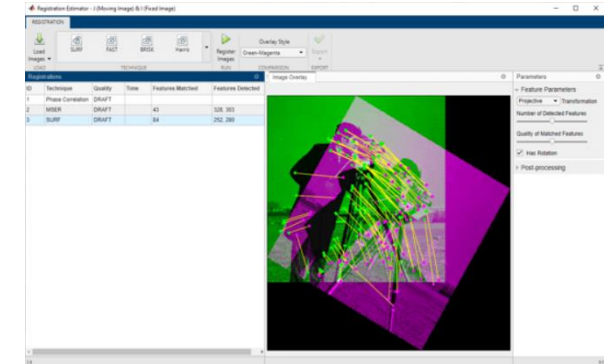 Registration Estimator - J (Moving Image) & I (Fixed Image)
REGISTRATION
Load Images
SURF
FAST
BRISK
Harris
Register Images
Overlay Style
Green-Magenta
Export
LOAD
TECHNIQUE
RUN
COMPARISON
EXPORT
Registrations
Image Overlay
Parameters
ID Technique Quality Time Features Matched Features Detected
1 Phase Correlation DRAFT
2 MSER DRAFT 43 328, 303
3 SURF DRAFT 84 252, 280
Feature Parameters
Projective Transformation
Number of Detected Features
Quality of Matched Features
Has Rotation
Post-processing